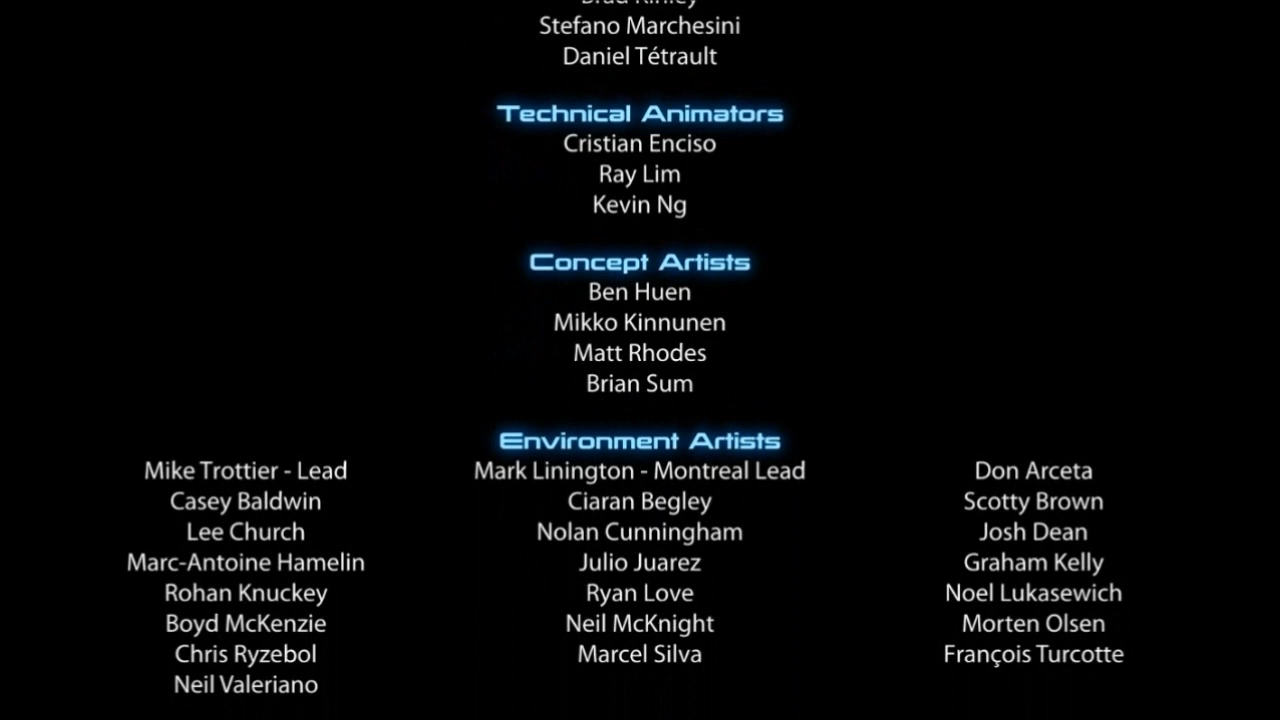 Stefano Marchesini
Daniel Tétrault
Technical Animators
Cristian Enciso
Ray Lim
Kevin Ng
Concept Artists
Ben Huen
Mikko Kinnunen
Matt Rhodes
Brian Sum
Environment Artists
Mike Trottier - Lead
Casey Baldwin
Lee Church
Marc-Antoine Hamelin
Rohan Knuckey
Boyd McKenzie
Chris Ryzebol
Neil Valeriano
Mark Linington - Montreal Lead
Ciaran Begley
Nolan Cunningham
Julio Juarez
Ryan Love
Neil McKnight
Marcel Silva
Don Arceta
Scotty Brown
Josh Dean
Graham Kelly
Noel Lukasewich
Morten Olsen
François Turcotte